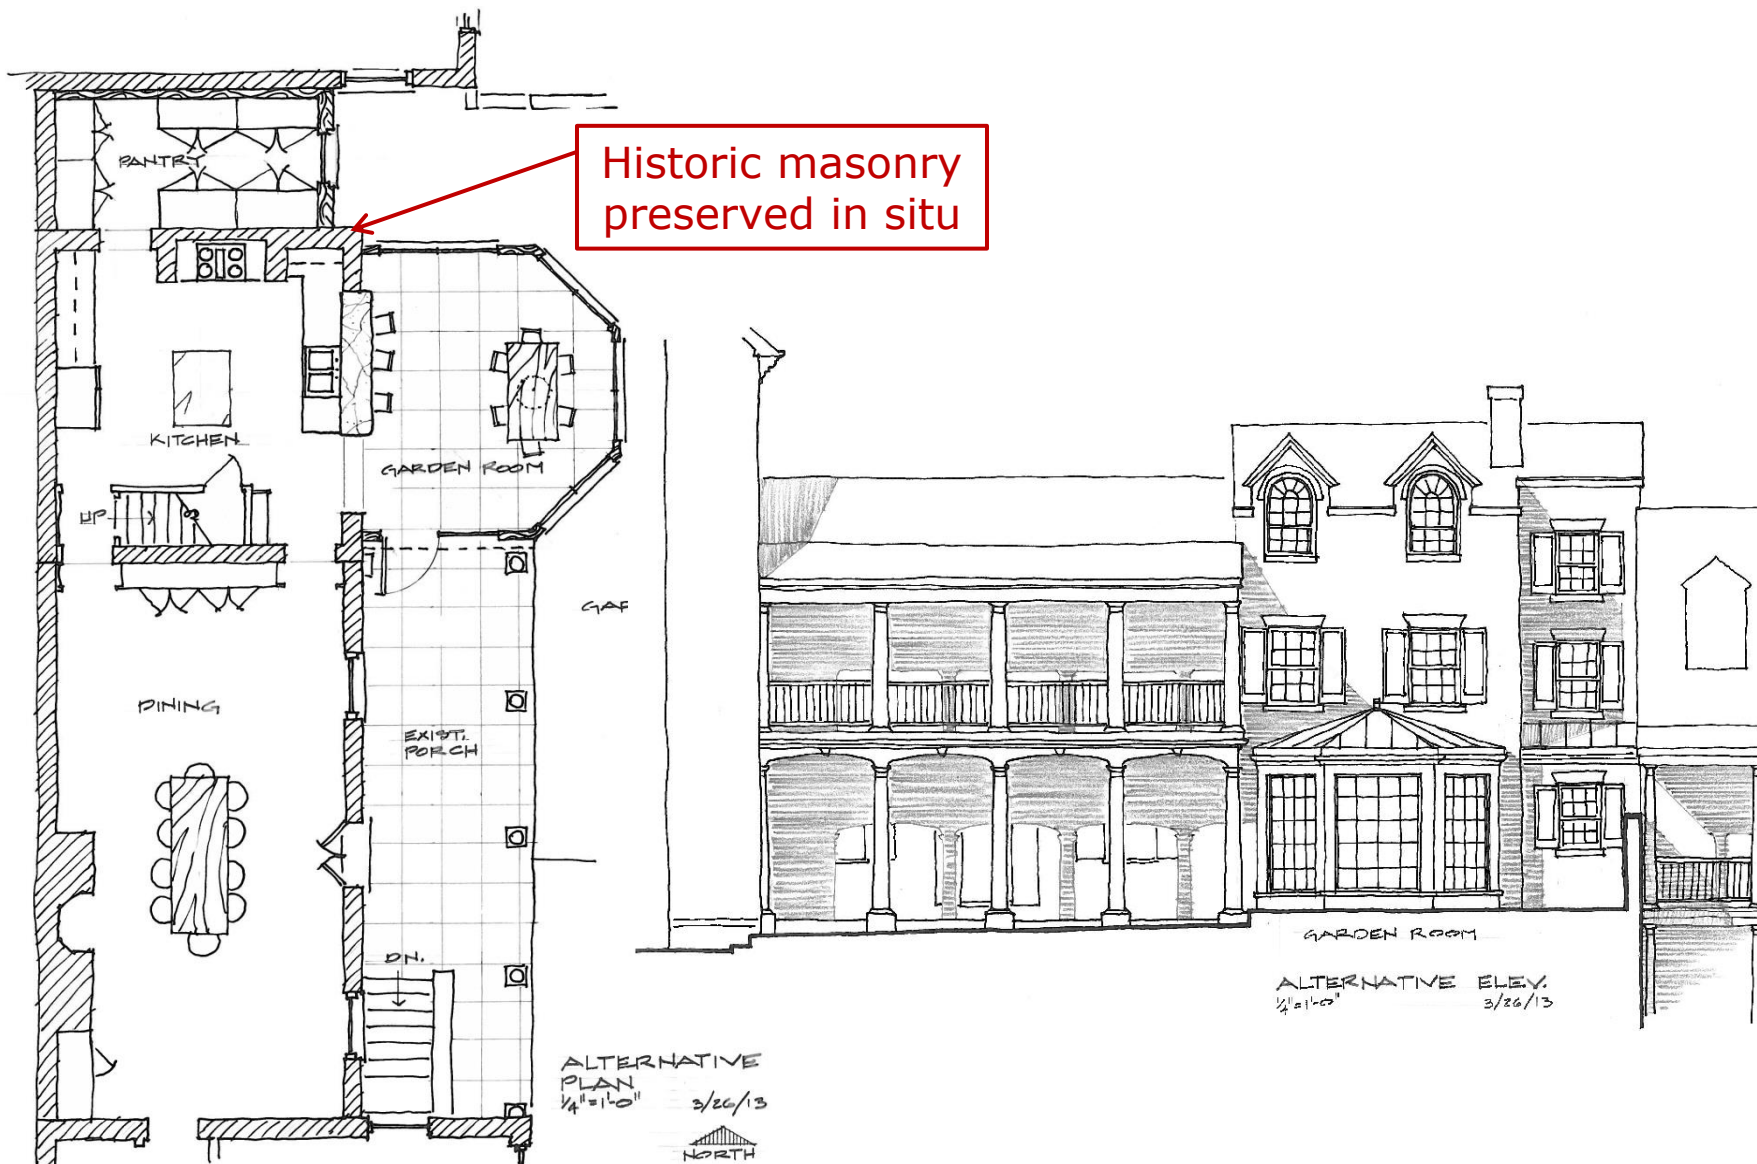 Historic masonry
preserved in situ
PANTRY
KITCHEN
GARDEN ROOM
UP
GAR
DINING
EXIST.
PORCH
DN.
ALTERNATIVE
PLAN
1/4"=1'-0" 3/26/13
NORTH
GARDEN ROOM
ALTERNATIVE ELEV.
1/4"=1'-0" 3/26/13